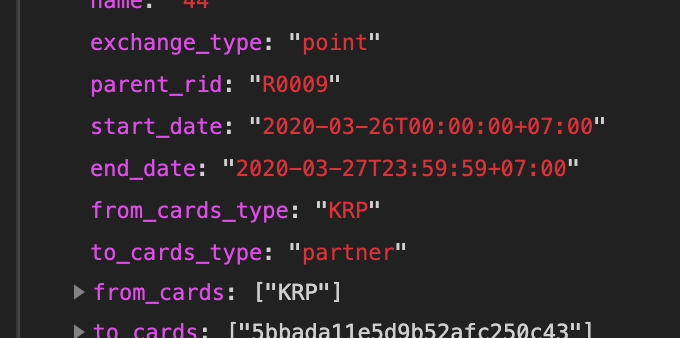 name: "44"
exchange_type: "point"
parent_rid: "R0009"
start_date: "2020-03-26T00:00:00+07:00"
end_date: "2020-03-27T23:59:59+07:00"
from_cards_type: "KRP"
to_cards_type: "partner"
▶ from_cards: ["KRP"]
▶ to_cards: ["5bbada11e5d9b52afc250c43"]